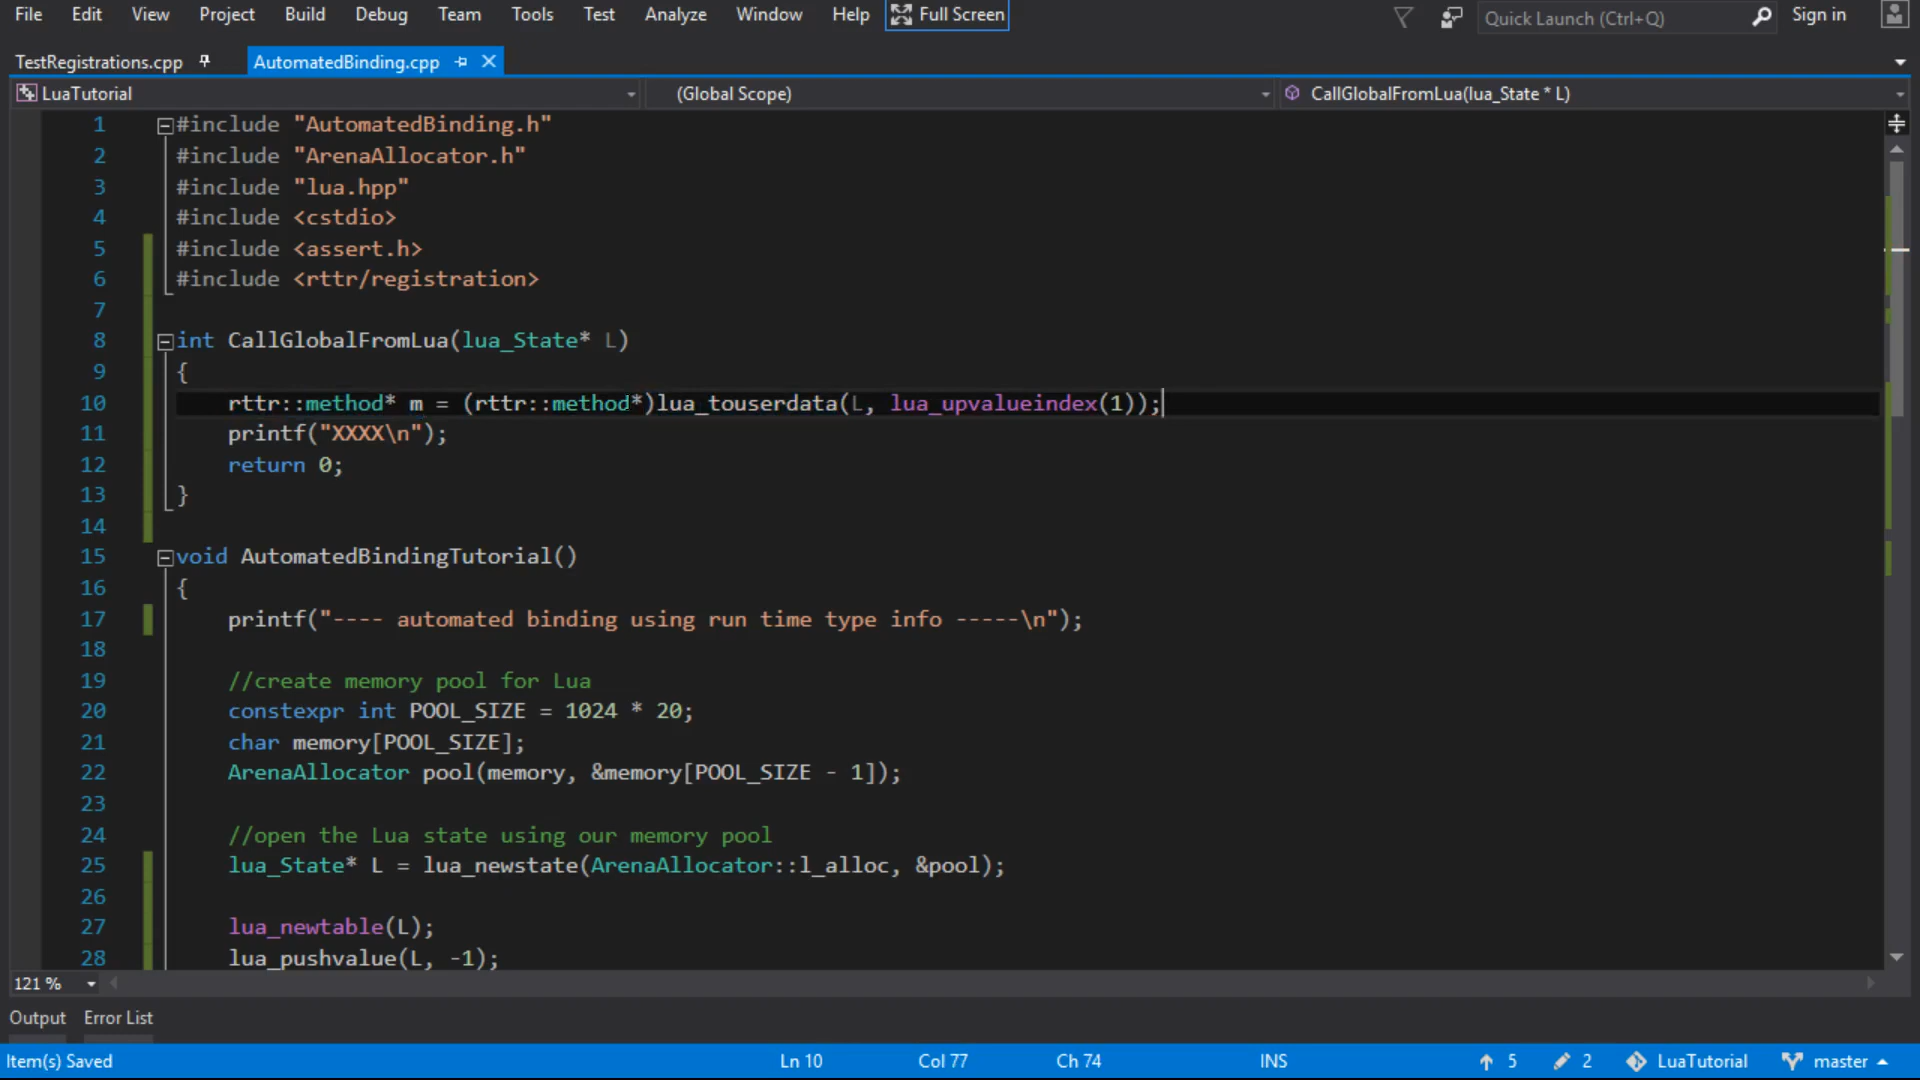 File Edit View Project Build Debug Team Tools Test Analyze Window Help Full Screen Quick Launch (Ctrl+Q) Sign in
TestRegistrations.cpp AutomatedBinding.cpp
LuaTutorial (Global Scope) CallGlobalFromLua(lua_State * L)
1 #include "AutomatedBinding.h"
2 #include "ArenaAllocator.h"
3 #include "lua.hpp"
4 #include <cstdio>
5 #include <assert.h>
6 #include <rttr/registration>
7
8 int CallGlobalFromLua(lua_State* L)
9 {
10 rttr::method* m = (rttr::method*)lua_touserdata(L, lua_upvalueindex(1));
11 printf("XXXX\n");
12 return 0;
13 }
14
15 void AutomatedBindingTutorial()
16 {
17 printf("---- automated binding using run time type info -----\n");
18
19 //create memory pool for Lua
20 constexpr int POOL_SIZE = 1024 * 20;
21 char memory[POOL_SIZE];
22 ArenaAllocator pool(memory, &memory[POOL_SIZE - 1]);
23
24 //open the Lua state using our memory pool
25 lua_State* L = lua_newstate(ArenaAllocator::l_alloc, &pool);
26
27 lua_newtable(L);
28 lua_pushvalue(L, -1);
121 %
Output Error List
Item(s) Saved Ln 10 Col 77 Ch 74 INS 5 2 LuaTutorial master